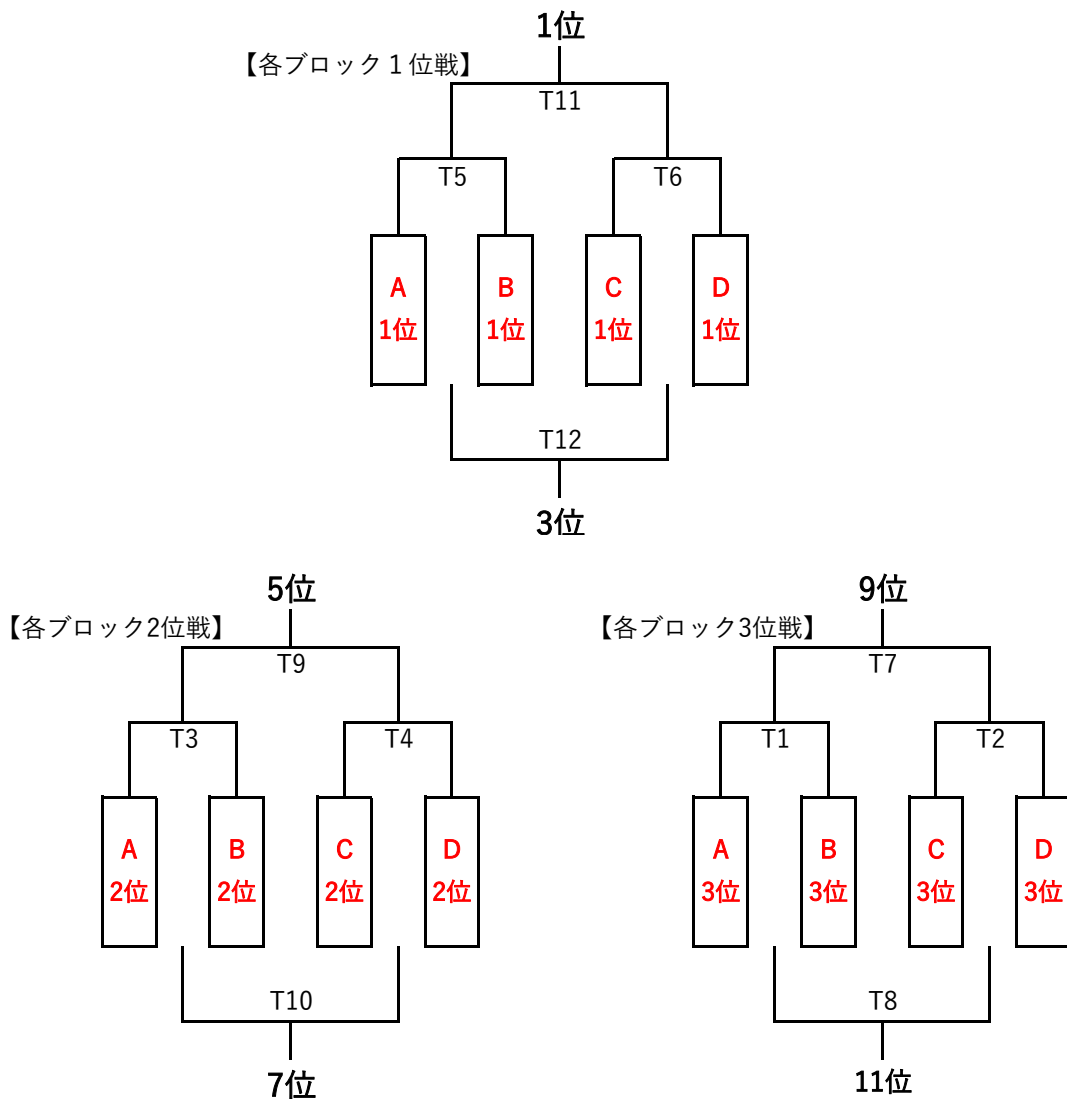 1位
【各ブロック１位戦】
T11
T5
T6
A
1位
B
1位
C
1位
D
1位
T12
3位
5位
【各ブロック2位戦】
T9
T3
T4
A
2位
B
2位
C
2位
D
2位
T10
7位
9位
【各ブロック3位戦】
T7
T1
T2
A
3位
B
3位
C
3位
D
3位
T8
11位